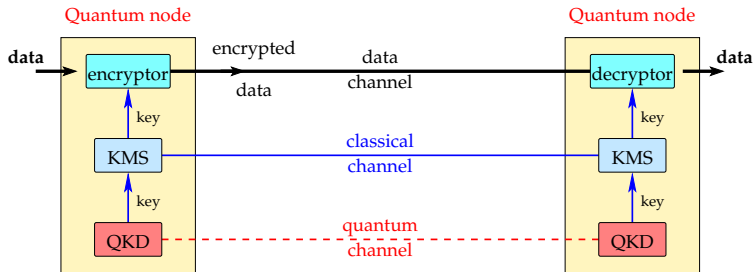 Quantum node
Quantum node
data
encryptor
encrypted
data
data
channel
decryptor
data
key
key
KMS
classical
channel
KMS
key
key
QKD
quantum
channel
QKD